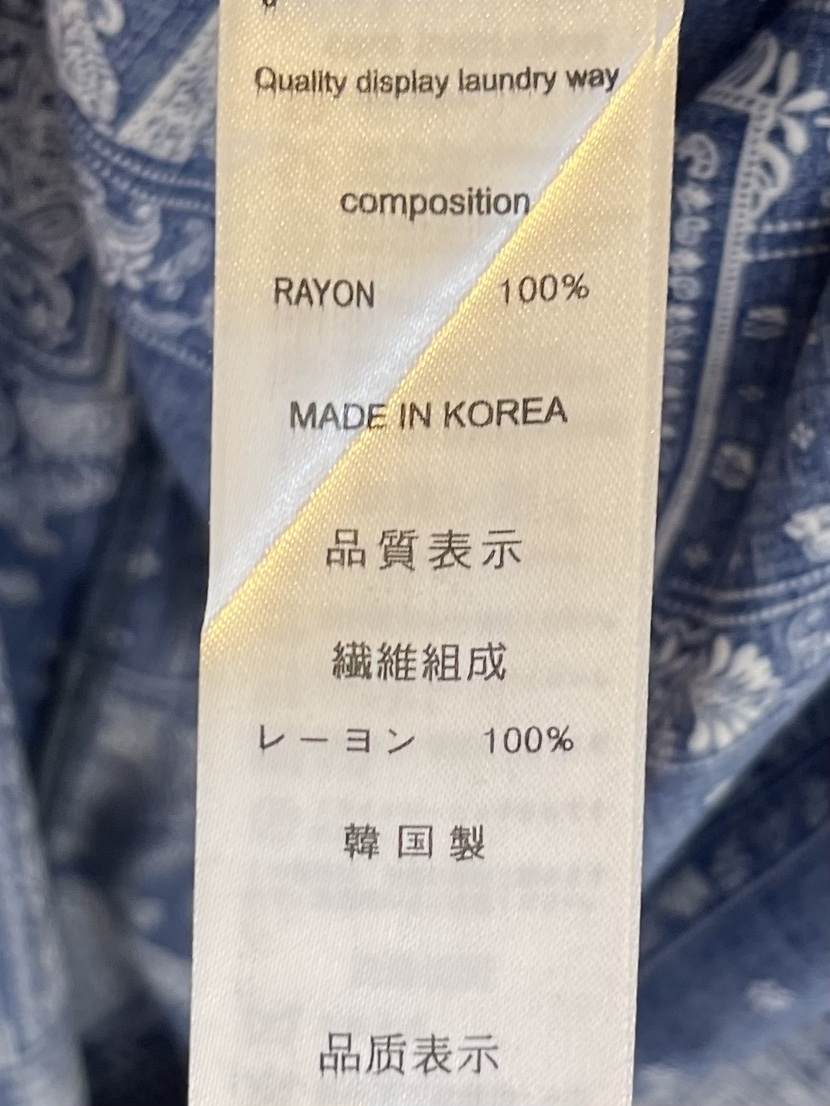 Quality display laundry way
composition
RAYON 100%
MADE IN KOREA
品質表示
繊維組成
レーヨン 100%
韓国製
品质表示